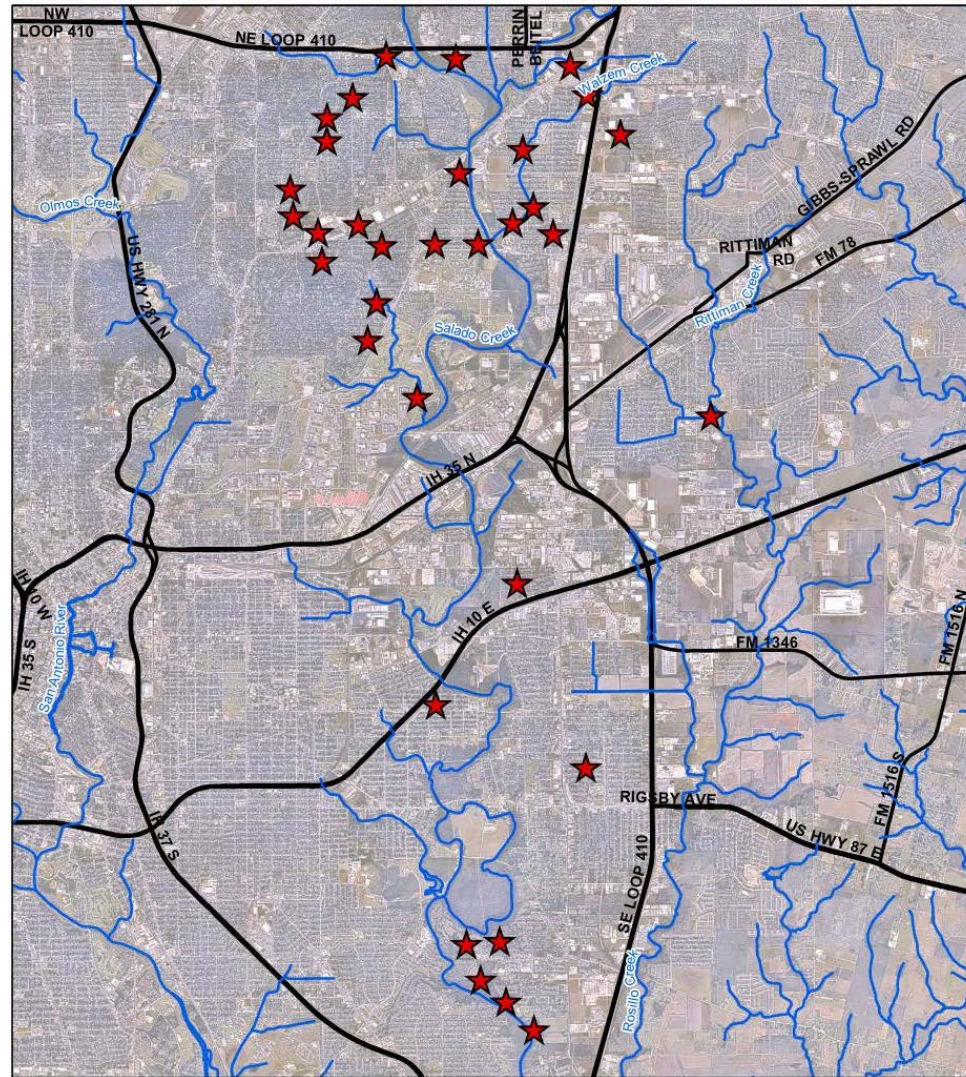 NW
LOOP 410
NE LOOP 410
PERRIN
BEITEL
Walzem Creek
GIBBS-SPRAWL RD
Olmos Creek
US HWY 281 N
RITTIMAN
RD
FM 78
Rittiman Creek
Salado Creek
IH 35 N
IH 10 W
IH 35 S
San Antonio River
IH 10 E
FM 1346
FM 1516 N
RIGSBY AVE
FM 1516 S
US HWY 87 E
IH 37 S
SE LOOP 410
Rosillo Creek